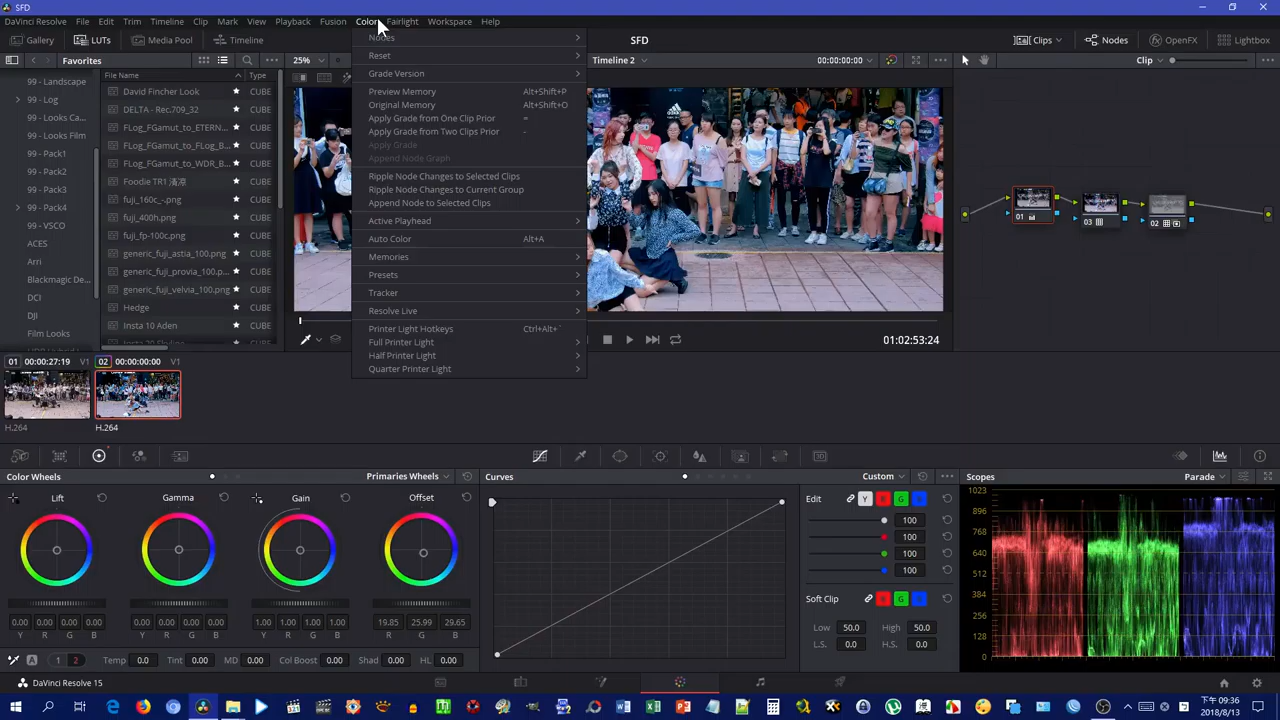 SFD
DaVinci Resolve File Edit Trim Timeline Clip Mark View Playback Fusion Color Fairlight Workspace Help
Gallery LUTs Media Pool Timeline SFD Clips Nodes OpenFX Lightbox
Favorites 25% Timeline 2 00:00:00:00 Clip
99 - Landscape
99 - Log
99 - Looks Ca...
99 - Looks Film
99 - Pack1
99 - Pack2
99 - Pack3
99 - Pack4
99 - VSCO
ACES
Arri
Blackmagic De...
DCI
DJI
Film Looks
File Name Type
David Fincher Look CUBE
DELTA - Rec.709_32 CUBE
FLog_FGamut_to_ETERN... CUBE
FLog_FGamut_to_FLog_B... CUBE
FLog_FGamut_to_WDR_B... CUBE
Foodie TR1 清凉 CUBE
fuji_160c_-.png CUBE
fuji_400h.png CUBE
fuji_fp-100c.png CUBE
generic_fuji_astia_100.p... CUBE
generic_fuji_provia_100.p... CUBE
generic_fuji_velvia_100.png CUBE
Hedge CUBE
Insta 10 Aden CUBE
Nodes
Reset
Grade Version
Preview Memory Alt+Shift+P
Original Memory Alt+Shift+O
Apply Grade from One Clip Prior =
Apply Grade from Two Clips Prior -
Apply Grade
Append Node Graph
Ripple Node Changes to Selected Clips
Ripple Node Changes to Current Group
Append Node to Selected Clips
Active Playhead
Auto Color Alt+A
Memories
Presets
Tracker
Resolve Live
Printer Light Hotkeys Ctrl+Alt+`
Full Printer Light
Half Printer Light
Quarter Printer Light
adidas
01:02:53:24
01
03
02
01 00:00:27:19 V1 02 00:00:00:00 V1
H.264 H.264
Color Wheels Primaries Wheels
Lift Gamma Gain Offset
0.00 0.00 0.00 0.00 0.00 0.00 0.00 0.00 1.00 1.00 1.00 1.00 19.85 25.99 29.65
Y R G B Y R G B Y R G B R G B
A 1 2 Temp 0.0 Tint 0.00 MD 0.00 Col Boost 0.00 Shad 0.00 HL 0.00
Curves Custom
Edit Y R G B
100
100
100
100
Soft Clip R G B
Low 50.0 High 50.0
L.S. 0.0 H.S. 0.0
Scopes Parade
1023
896
768
640
512
384
256
128
0
DaVinci Resolve 15
下午 09:36
2018/8/13